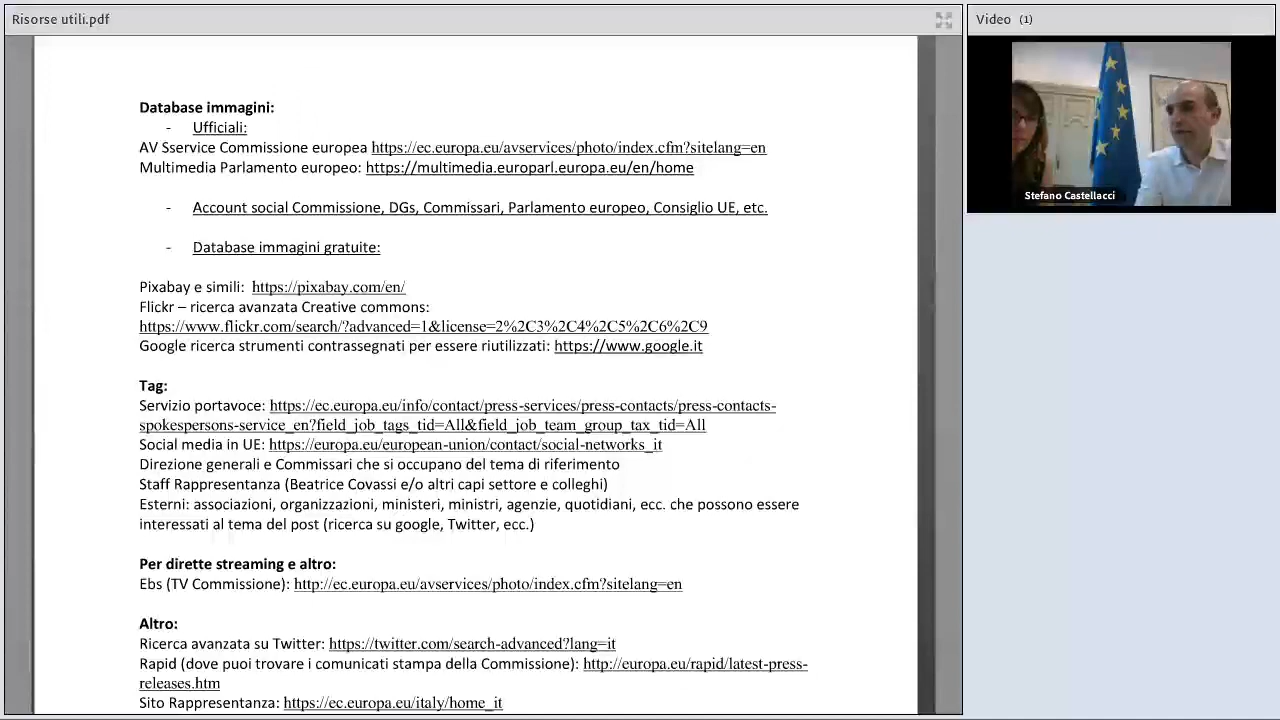 Risorse utili.pdf
Video (1)
Database immagini:
- Ufficiali:
AV Sservice Commissione europea https://ec.europa.eu/avservices/photo/index.cfm?sitelang=en
Multimedia Parlamento europeo: https://multimedia.europarl.europa.eu/en/home
- Account social Commissione, DGs, Commissari, Parlamento europeo, Consiglio UE, etc.
- Database immagini gratuite:
Pixabay e simili: https://pixabay.com/en/
Flickr – ricerca avanzata Creative commons:
https://www.flickr.com/search/?advanced=1&license=2%2C3%2C4%2C5%2C6%2C9
Google ricerca strumenti contrassegnati per essere riutilizzati: https://www.google.it
Tag:
Servizio portavoce: https://ec.europa.eu/info/contact/press-services/press-contacts/press-contacts-
spokespersons-service_en?field_job_tags_tid=All&field_job_team_group_tax_tid=All
Social media in UE: https://europa.eu/european-union/contact/social-networks_it
Direzione generali e Commissari che si occupano del tema di riferimento
Staff Rappresentanza (Beatrice Covassi e/o altri capi settore e colleghi)
Esterni: associazioni, organizzazioni, ministeri, ministri, agenzie, quotidiani, ecc. che possono essere
interessati al tema del post (ricerca su google, Twitter, ecc.)
Per dirette streaming e altro:
Ebs (TV Commissione): http://ec.europa.eu/avservices/photo/index.cfm?sitelang=en
Altro:
Ricerca avanzata su Twitter: https://twitter.com/search-advanced?lang=it
Rapid (dove puoi trovare i comunicati stampa della Commissione): http://europa.eu/rapid/latest-press-
releases.htm
Sito Rappresentanza: https://ec.europa.eu/italy/home_it
Stefano Castellacci